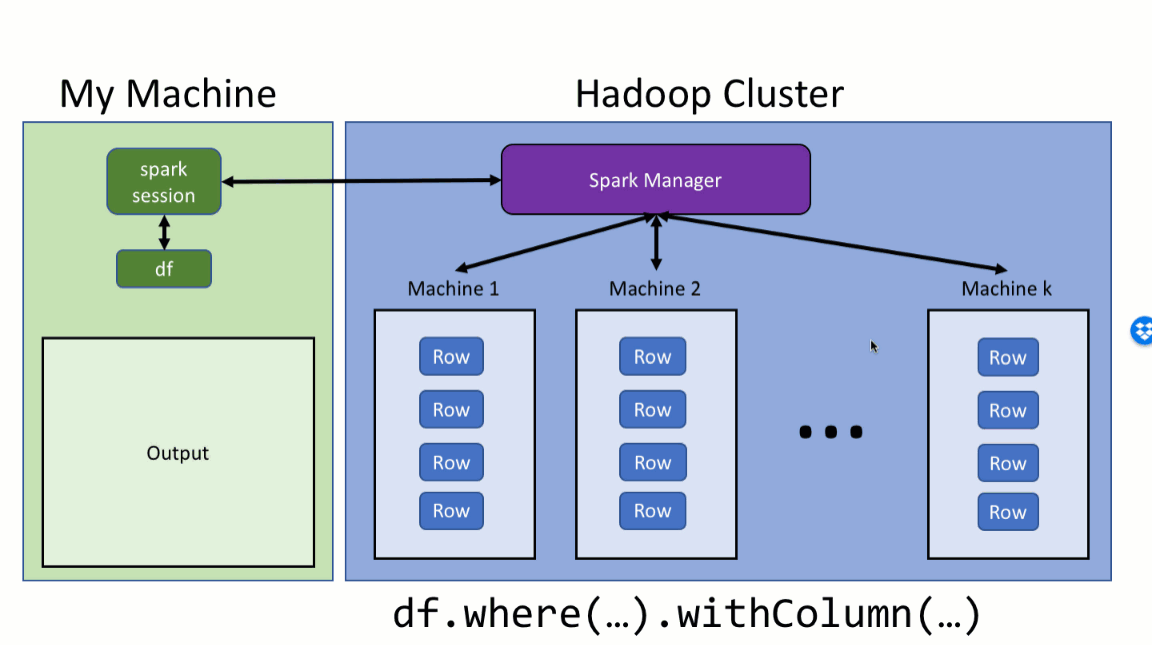 My Machine
Hadoop Cluster
spark
session
Spark Manager
df
Machine 1
Machine 2
Machine k
Row
Row
Row
Row
Row
Row
Row
Row
Row
Row
Row
Row
...
Output
df.where(…).withColumn(…)